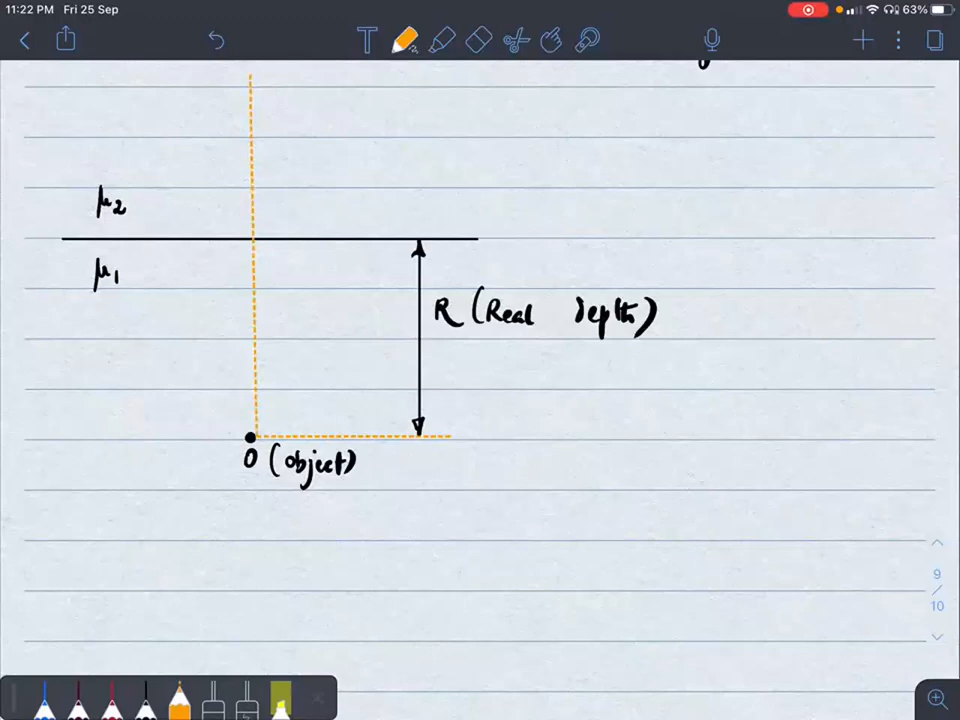 11:22 PM Fri 25 Sep
63%
T
μ2
μ1
R (Real depth)
O (object)
9
/
10